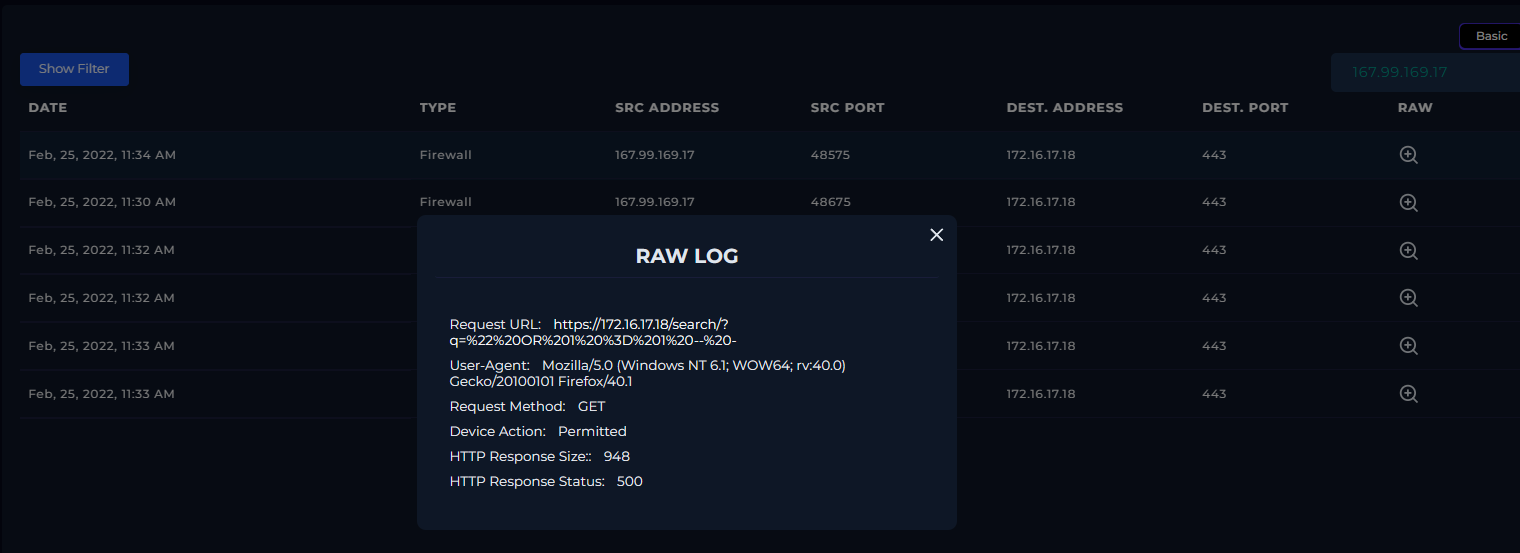 Basic
Show Filter
167.99.169.17
DATE TYPE SRC ADDRESS SRC PORT DEST. ADDRESS DEST. PORT RAW
Feb, 25, 2022, 11:34 AM Firewall 167.99.169.17 48575 172.16.17.18 443
Feb, 25, 2022, 11:30 AM Firewall 167.99.169.17 48675 172.16.17.18 443
Feb, 25, 2022, 11:32 AM 172.16.17.18 443
Feb, 25, 2022, 11:32 AM 172.16.17.18 443
Feb, 25, 2022, 11:33 AM 172.16.17.18 443
Feb, 25, 2022, 11:33 AM 172.16.17.18 443
RAW LOG
Request URL: https://172.16.17.18/search/?
q=%22%20OR%201%20%3D%201%20--%20-
User-Agent: Mozilla/5.0 (Windows NT 6.1; WOW64; rv:40.0)
Gecko/20100101 Firefox/40.1
Request Method: GET
Device Action: Permitted
HTTP Response Size:: 948
HTTP Response Status: 500